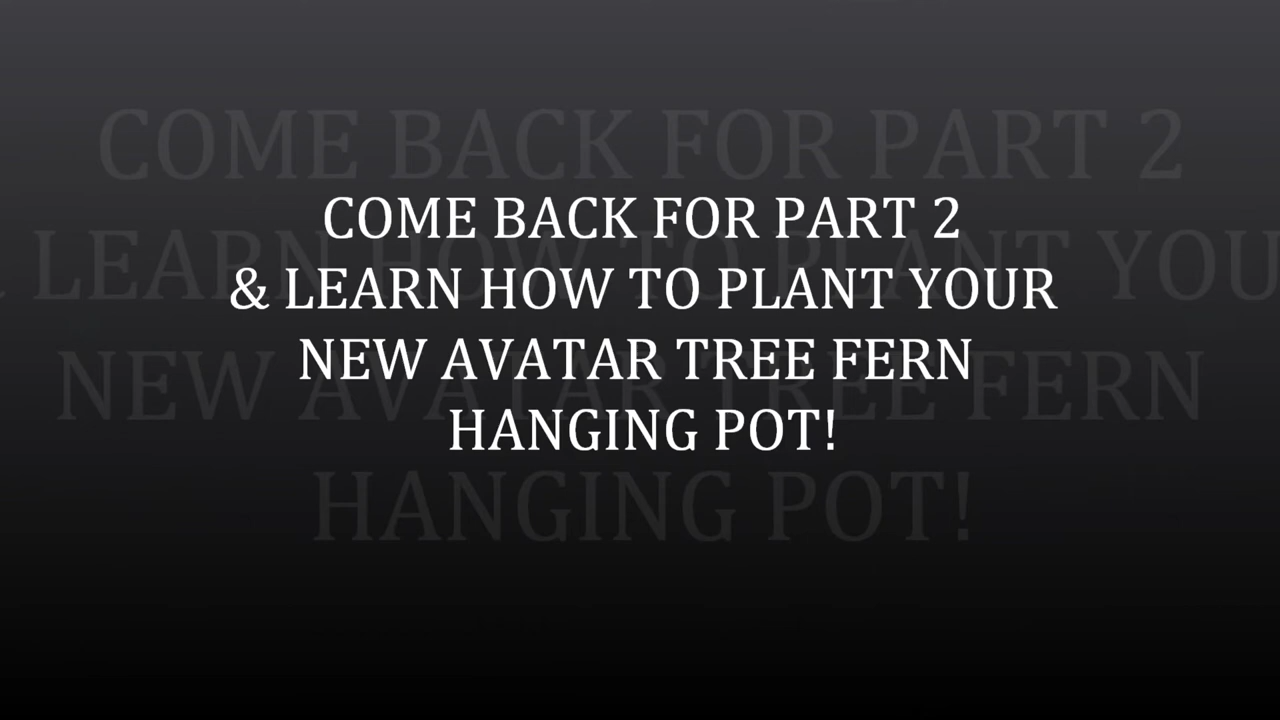 COME BACK FOR PART 2
& LEARN HOW TO PLANT YOUR
NEW AVATAR TREE FERN
HANGING POT!